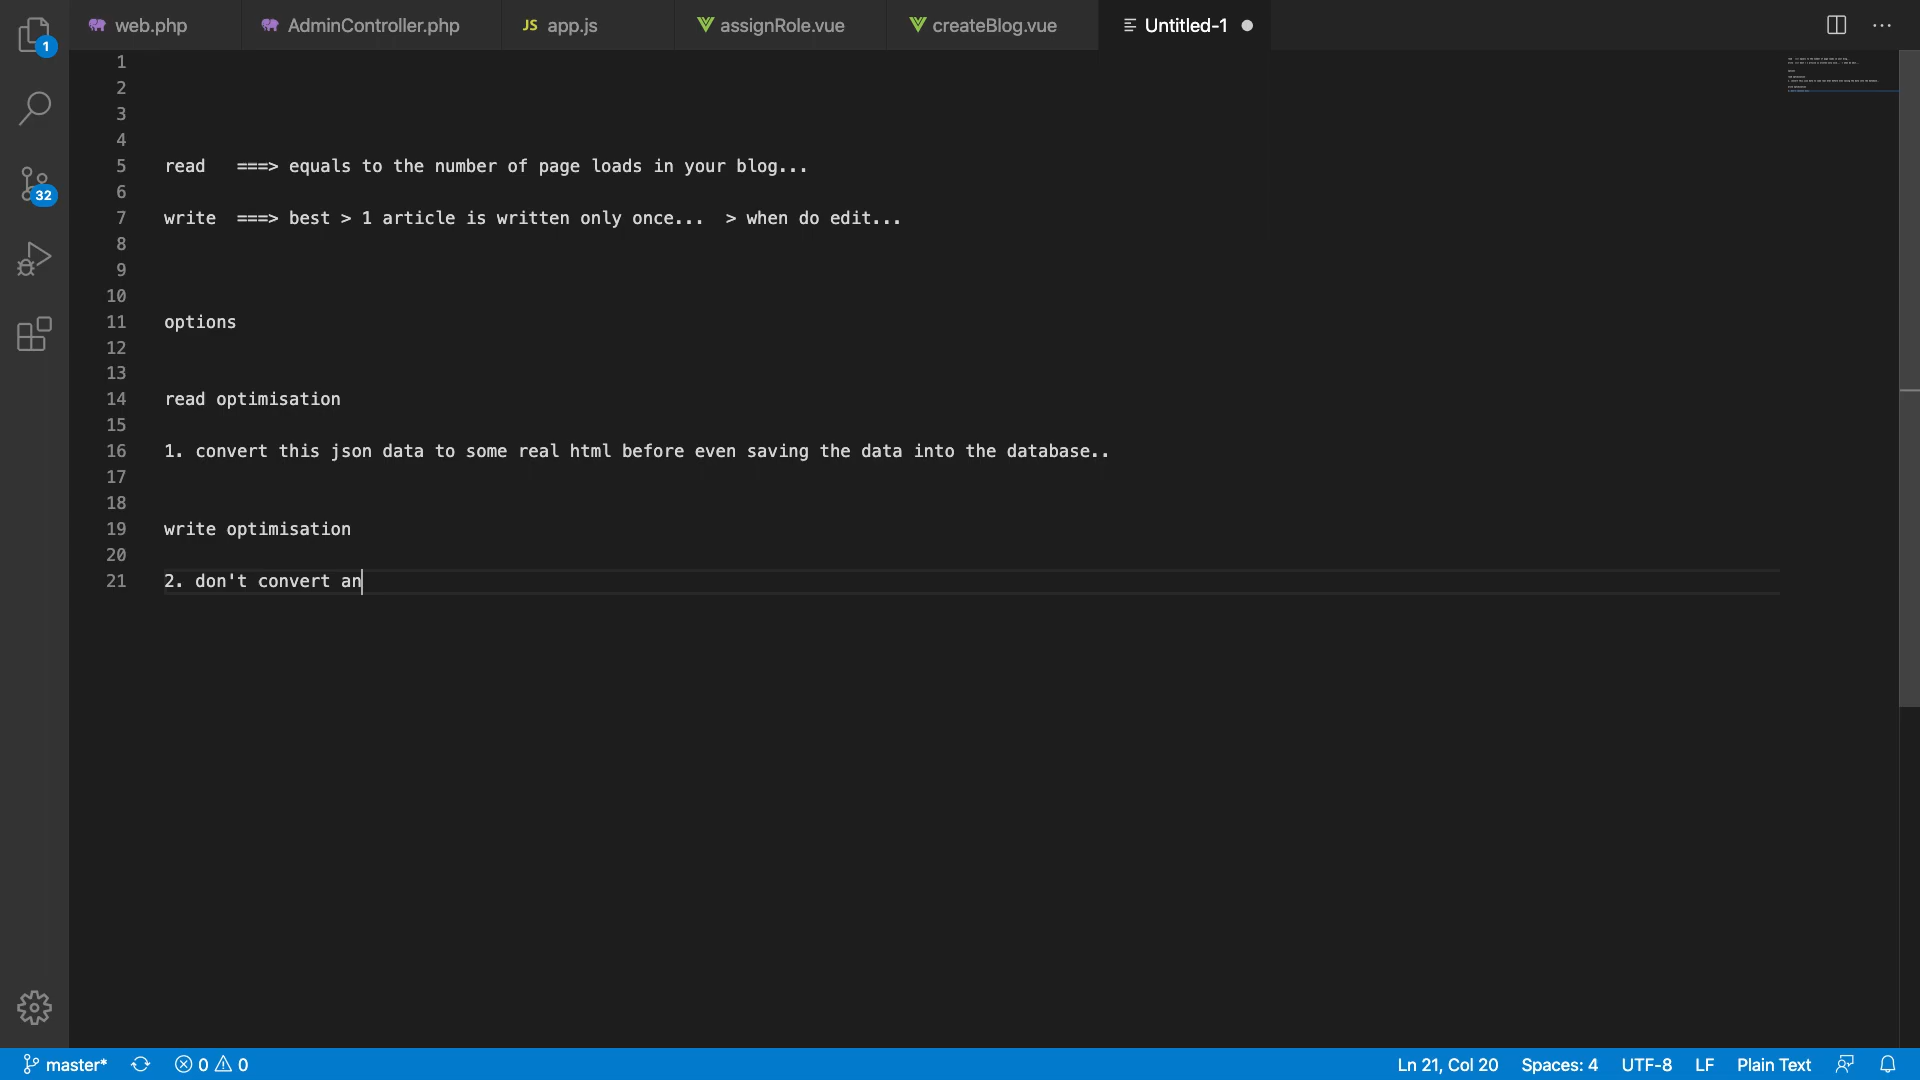 web.php
AdminController.php
JS app.js
assignRole.vue
createBlog.vue
Untitled-1
1
32
1
2
3
4
5 read ===> equals to the number of page loads in your blog...
6
7 write ===> best > 1 article is written only once... > when do edit...
8
9
10
11 options
12
13
14 read optimisation
15
16 1. convert this json data to some real html before even saving the data into the database..
17
18
19 write optimisation
20
21 2. don't convert an
master* 0 0 Ln 21, Col 20 Spaces: 4 UTF-8 LF Plain Text